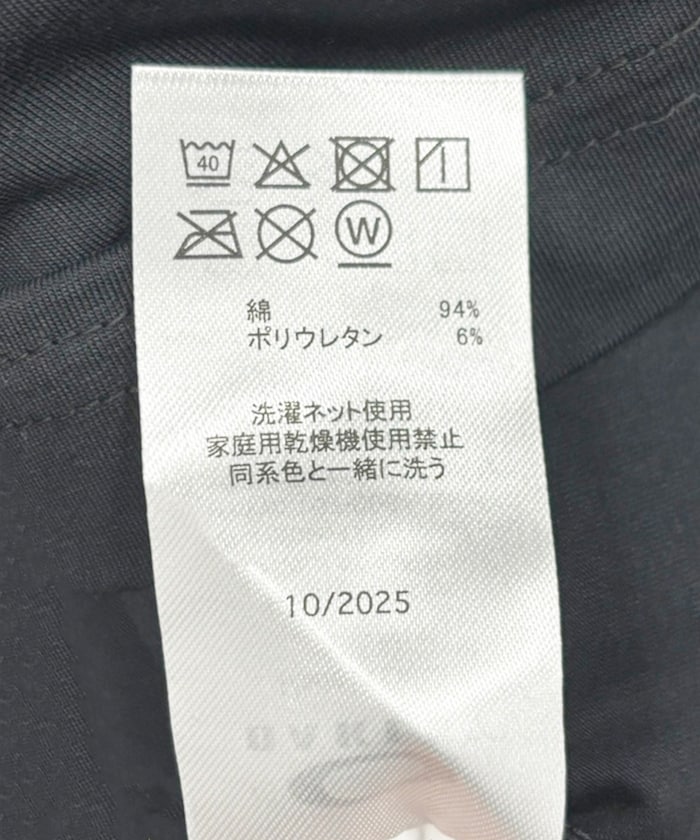 40
W
綿 94%
ポリウレタン 6%
洗濯ネット使用
家庭用乾燥機使用禁止
同系色と一緒に洗う
10/2025